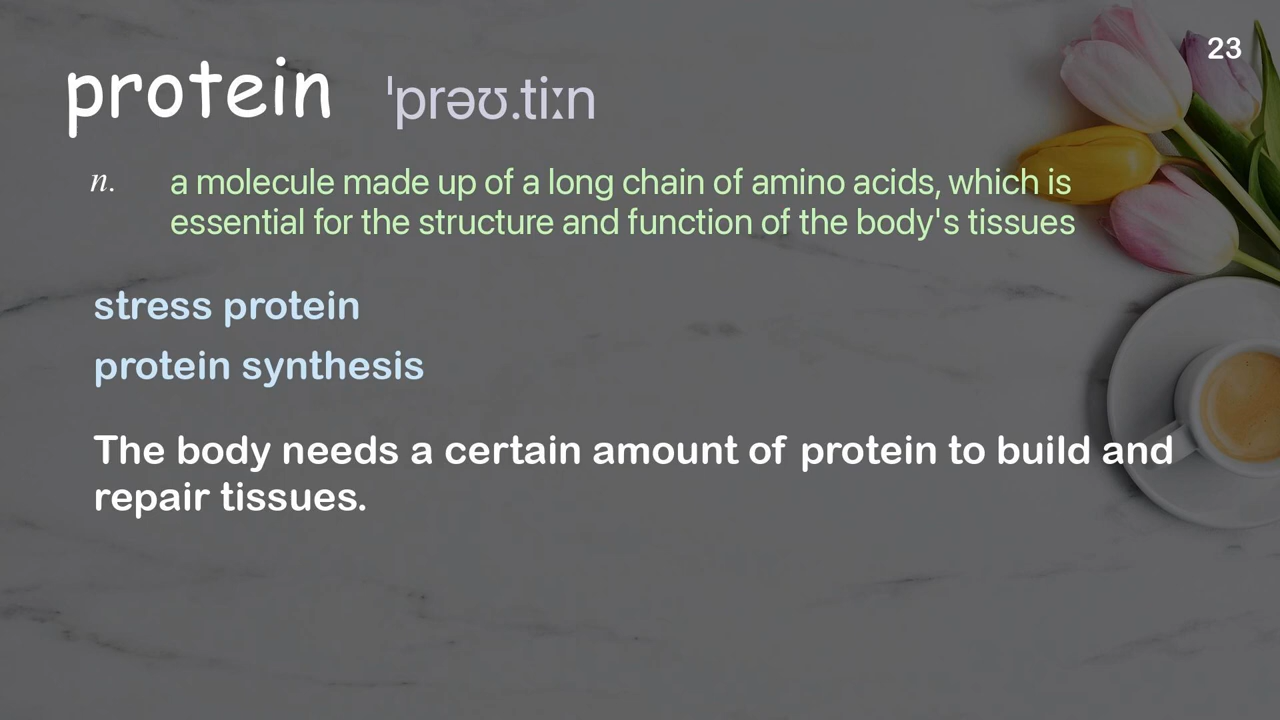 23
protein ˈprəʊ.tiːn
n. a molecule made up of a long chain of amino acids, which is
essential for the structure and function of the body's tissues
stress protein
protein synthesis
The body needs a certain amount of protein to build and
repair tissues.